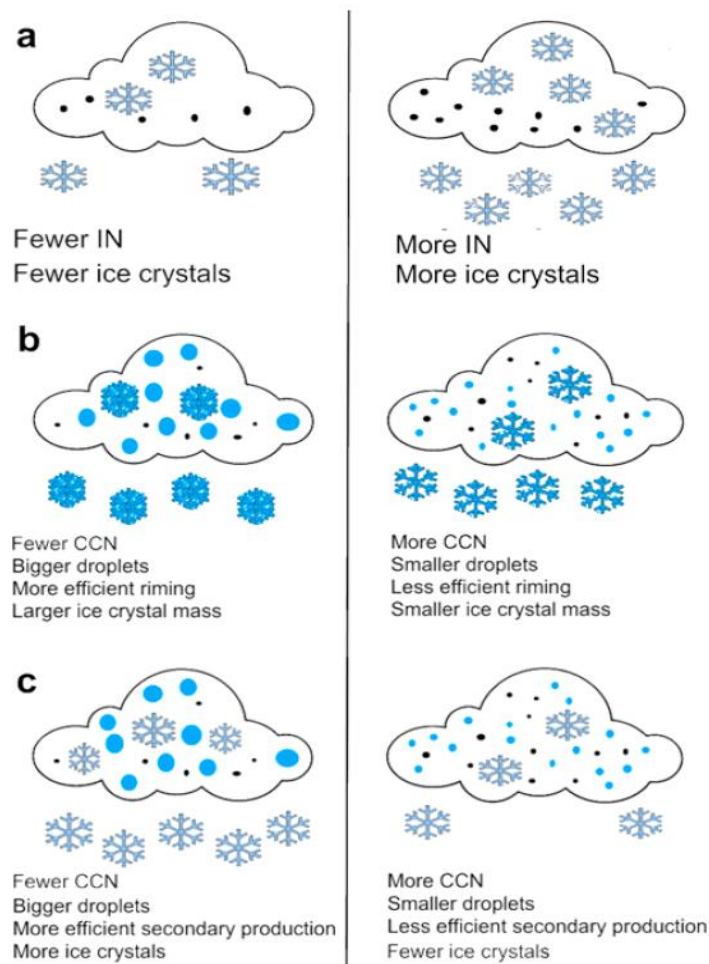 a
Fewer IN
Fewer ice crystals
More IN
More ice crystals
b
Fewer CCN
Bigger droplets
More efficient riming
Larger ice crystal mass
More CCN
Smaller droplets
Less efficient riming
Smaller ice crystal mass
c
Fewer CCN
Bigger droplets
More efficient secondary production
More ice crystals
More CCN
Smaller droplets
Less efficient secondary production
Fewer ice crystals